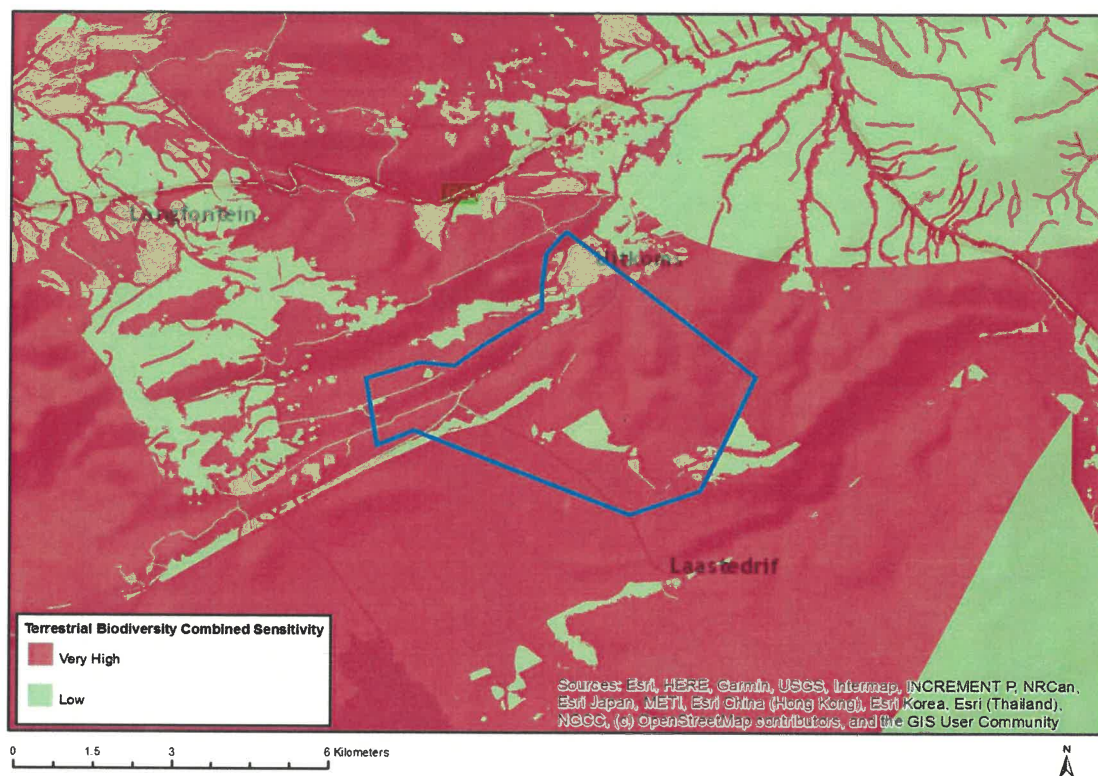 Langfontein
Uitkoms
Laastedrif
Terrestrial Biodiversity Combined Sensitivity
Very High
Low
Sources: Esri, HERE, Garmin, USGS, Intermap, INCREMENT P, NRCan,
Esri Japan, METI, Esri China (Hong Kong), Esri Korea, Esri (Thailand),
NGCC, (c) OpenStreetMap contributors, and the GIS User Community
0 1.5 3 6 Kilometers
N